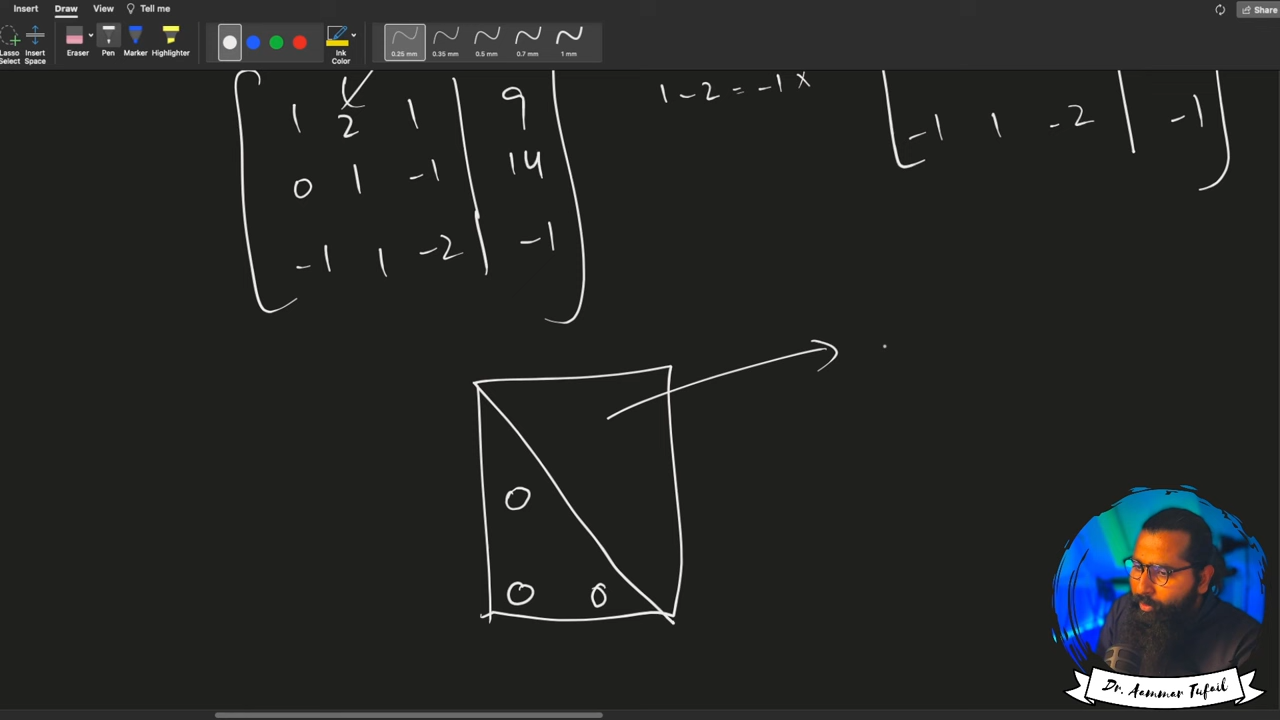 Insert Draw View Tell me
Share
Lasso Select
Insert Space
Eraser
Pen
Marker
Highlighter
Ink Color
0.25 mm
0.35 mm
0.5 mm
0.7 mm
1 mm
1 2 1 | 9
0 1 -1 | 14
-1 1 -2 | -1
1 - 2 = -1 x
-1 1 -2 | -1
0
0 0
Dr. Aammar Tufail